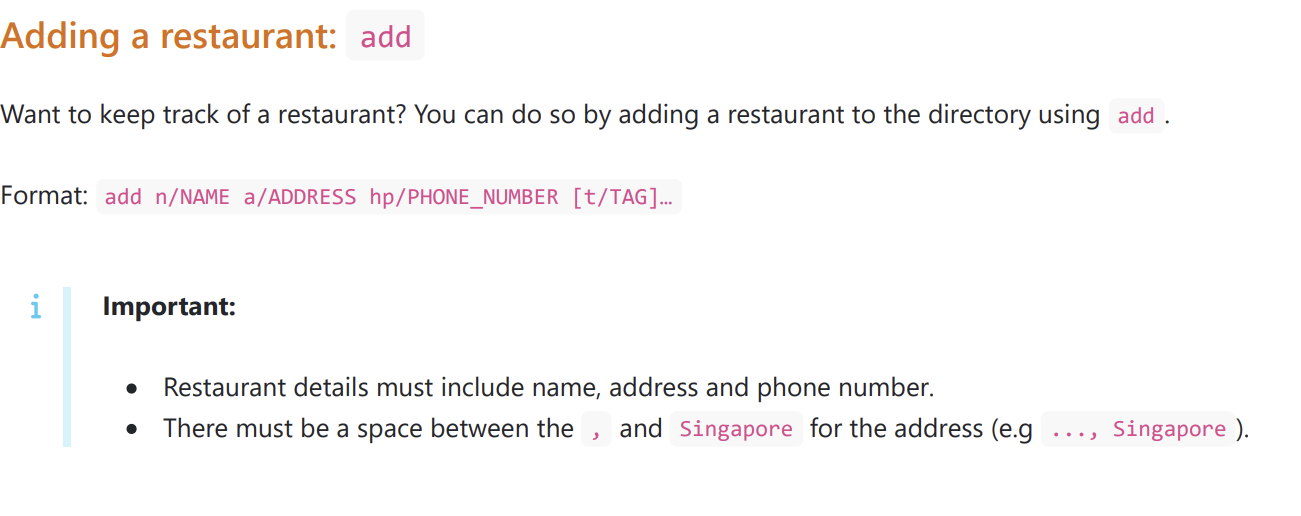 Adding a restaurant: add
Want to keep track of a restaurant? You can do so by adding a restaurant to the directory using add.
Format: add n/NAME a/ADDRESS hp/PHONE_NUMBER [t/TAG]…
i Important:
• Restaurant details must include name, address and phone number.
• There must be a space between the , and Singapore for the address (e.g ..., Singapore ).